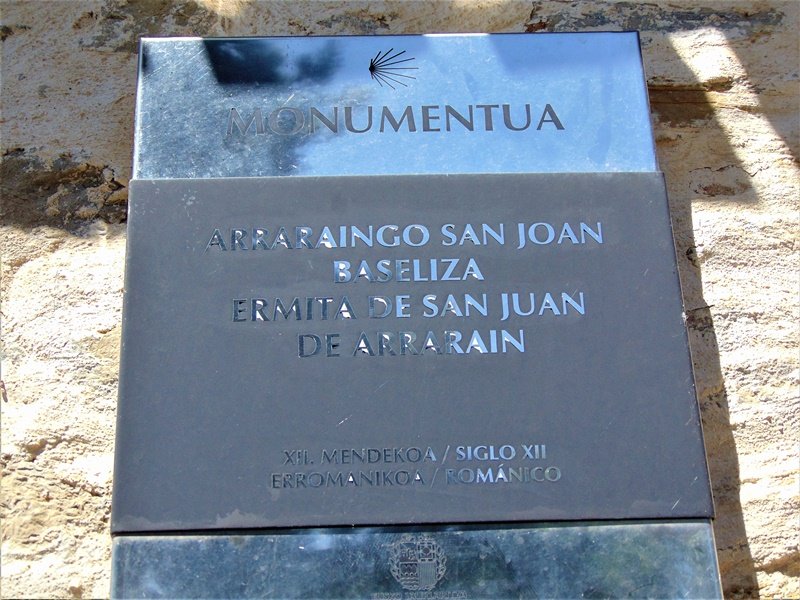 MONUMENTUA
ARRARAINGO SAN JOAN
BASELIZA
ERMITA DE SAN JUAN
DE ARRARAIN
XII. MENDEKOA / SIGLO XII
ERROMANIKOA / ROMÁNICO